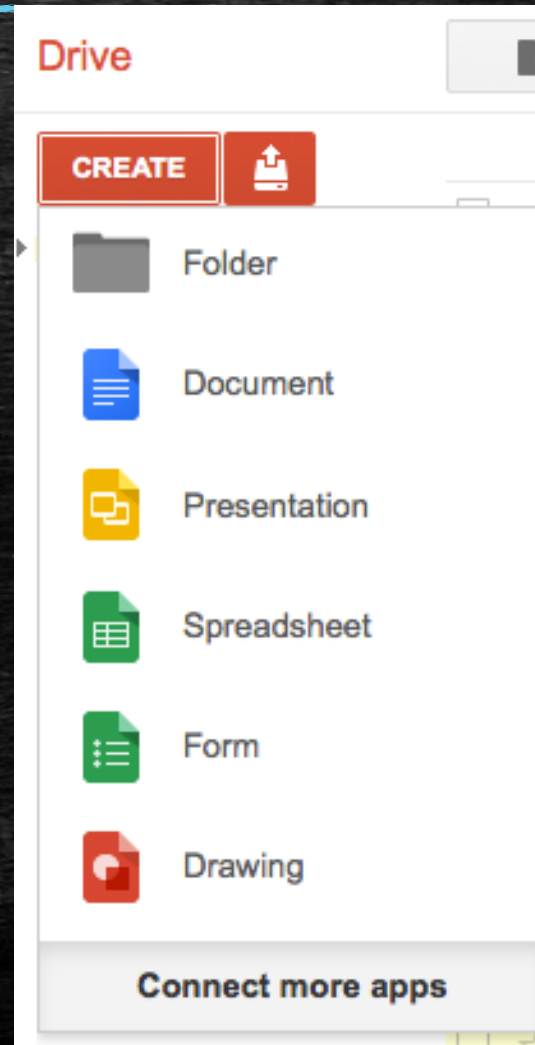 Drive
CREATE
Folder
Document
Presentation
Spreadsheet
Form
Drawing
Connect more apps